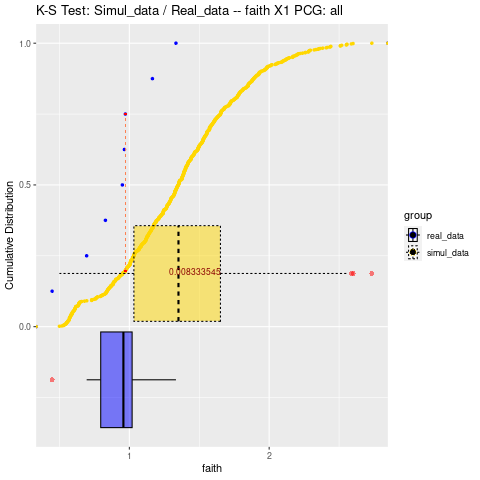 K-S Test: Simul_data / Real_data -- faith X1 PCG: all
1.0
0.5
0.0
Cumulative Distribution
0.008333545
1
2
faith
group
real_data
simul_data